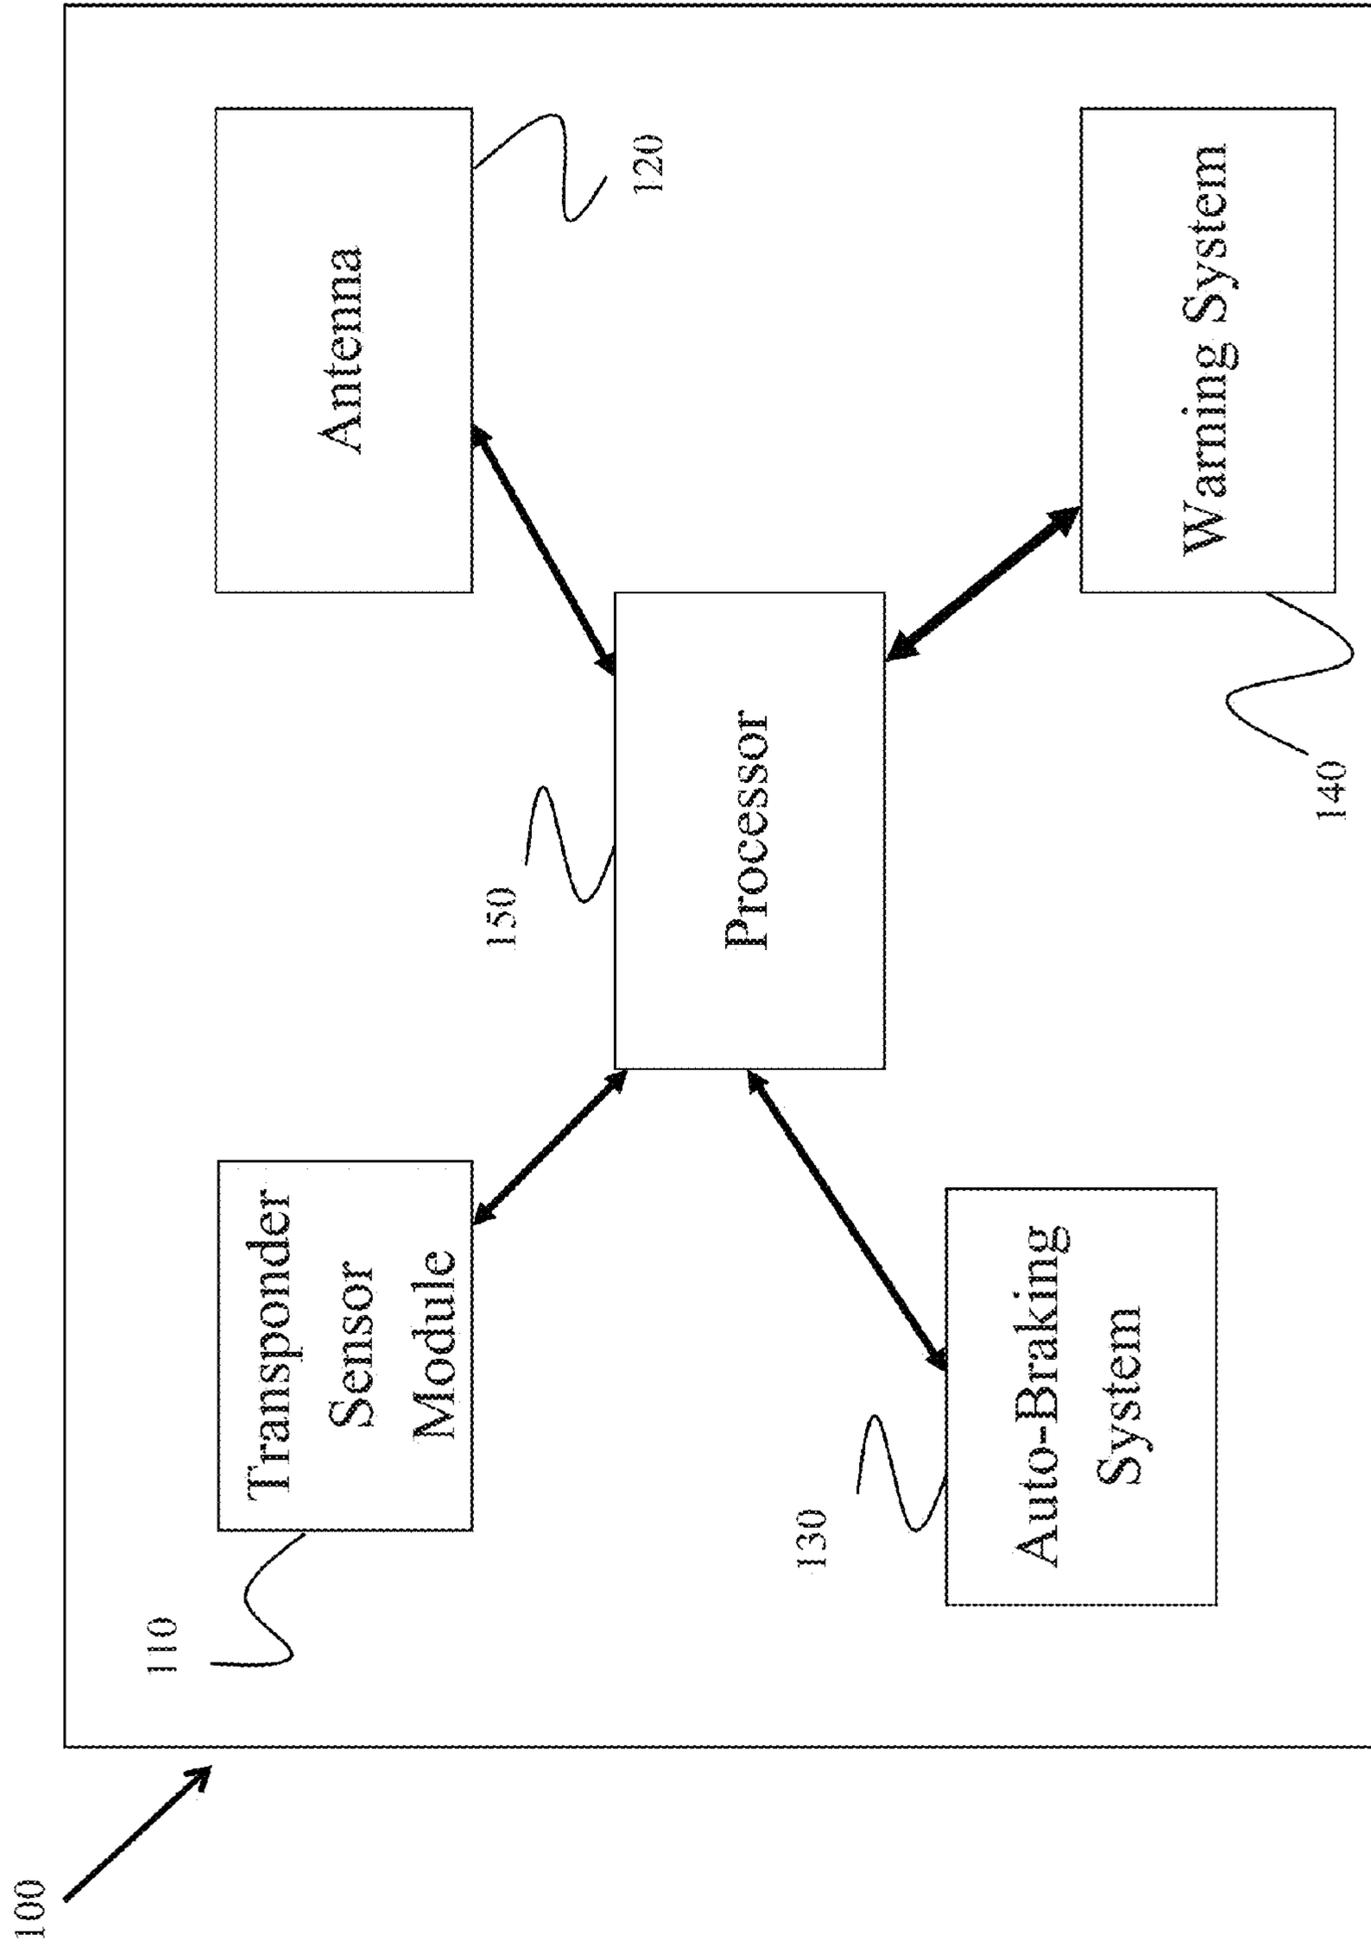 100
110
Transponder
Sensor
Module
120
Antenna
150
Processor
130
Auto-Braking
System
140
Warning System